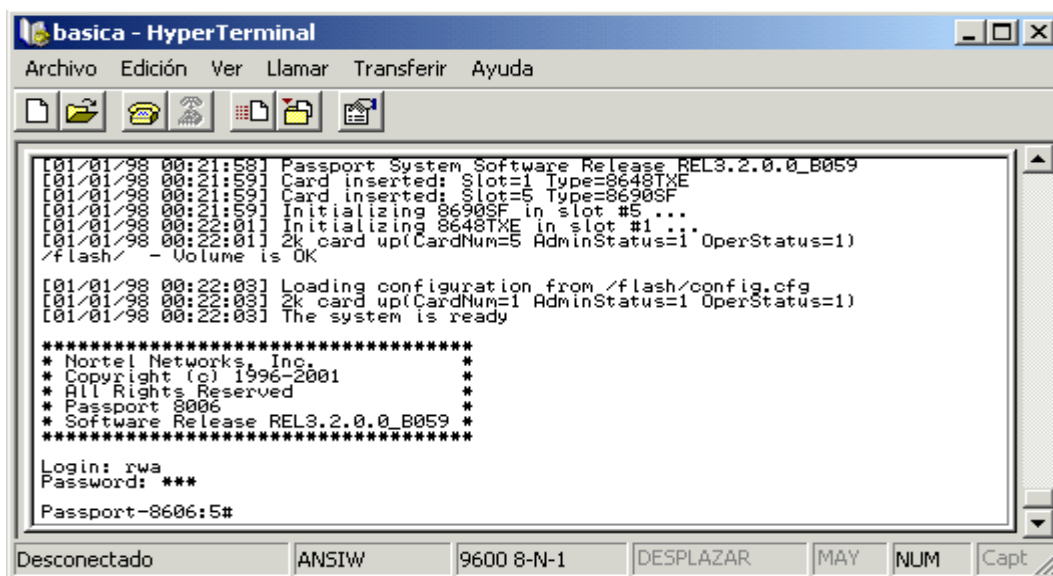 basica - HyperTerminal
Archivo Edición Ver Llamar Transferir Ayuda
[01/01/98 00:21:58] Passport System Software Release REL3.2.0.0_B059
[01/01/98 00:21:59] Card inserted: Slot=1 Type=8648TXE
[01/01/98 00:21:59] Card inserted: Slot=5 Type=8690SF
[01/01/98 00:21:59] Initializing 8690SF in slot #5 ...
[01/01/98 00:22:01] Initializing 8648TXE in slot #1 ...
[01/01/98 00:22:01] 2k card up(CardNum=5 AdminStatus=1 OperStatus=1)
/flash/  - Volume is OK
[01/01/98 00:22:03] Loading configuration from /flash/config.cfg
[01/01/98 00:22:03] 2k card up(CardNum=1 AdminStatus=1 OperStatus=1)
[01/01/98 00:22:03] The system is ready
***************************************
* Nortel Networks, Inc. *
* Copyright (c) 1996-2001 *
* All Rights Reserved *
* Passport 8006 *
* Software Release REL3.2.0.0_B059 *
***************************************
Login: rwa
Password: ***
Passport-8606:5#
Desconectado ANSIW 9600 8-N-1 DESPLAZAR MAY NUM Capt